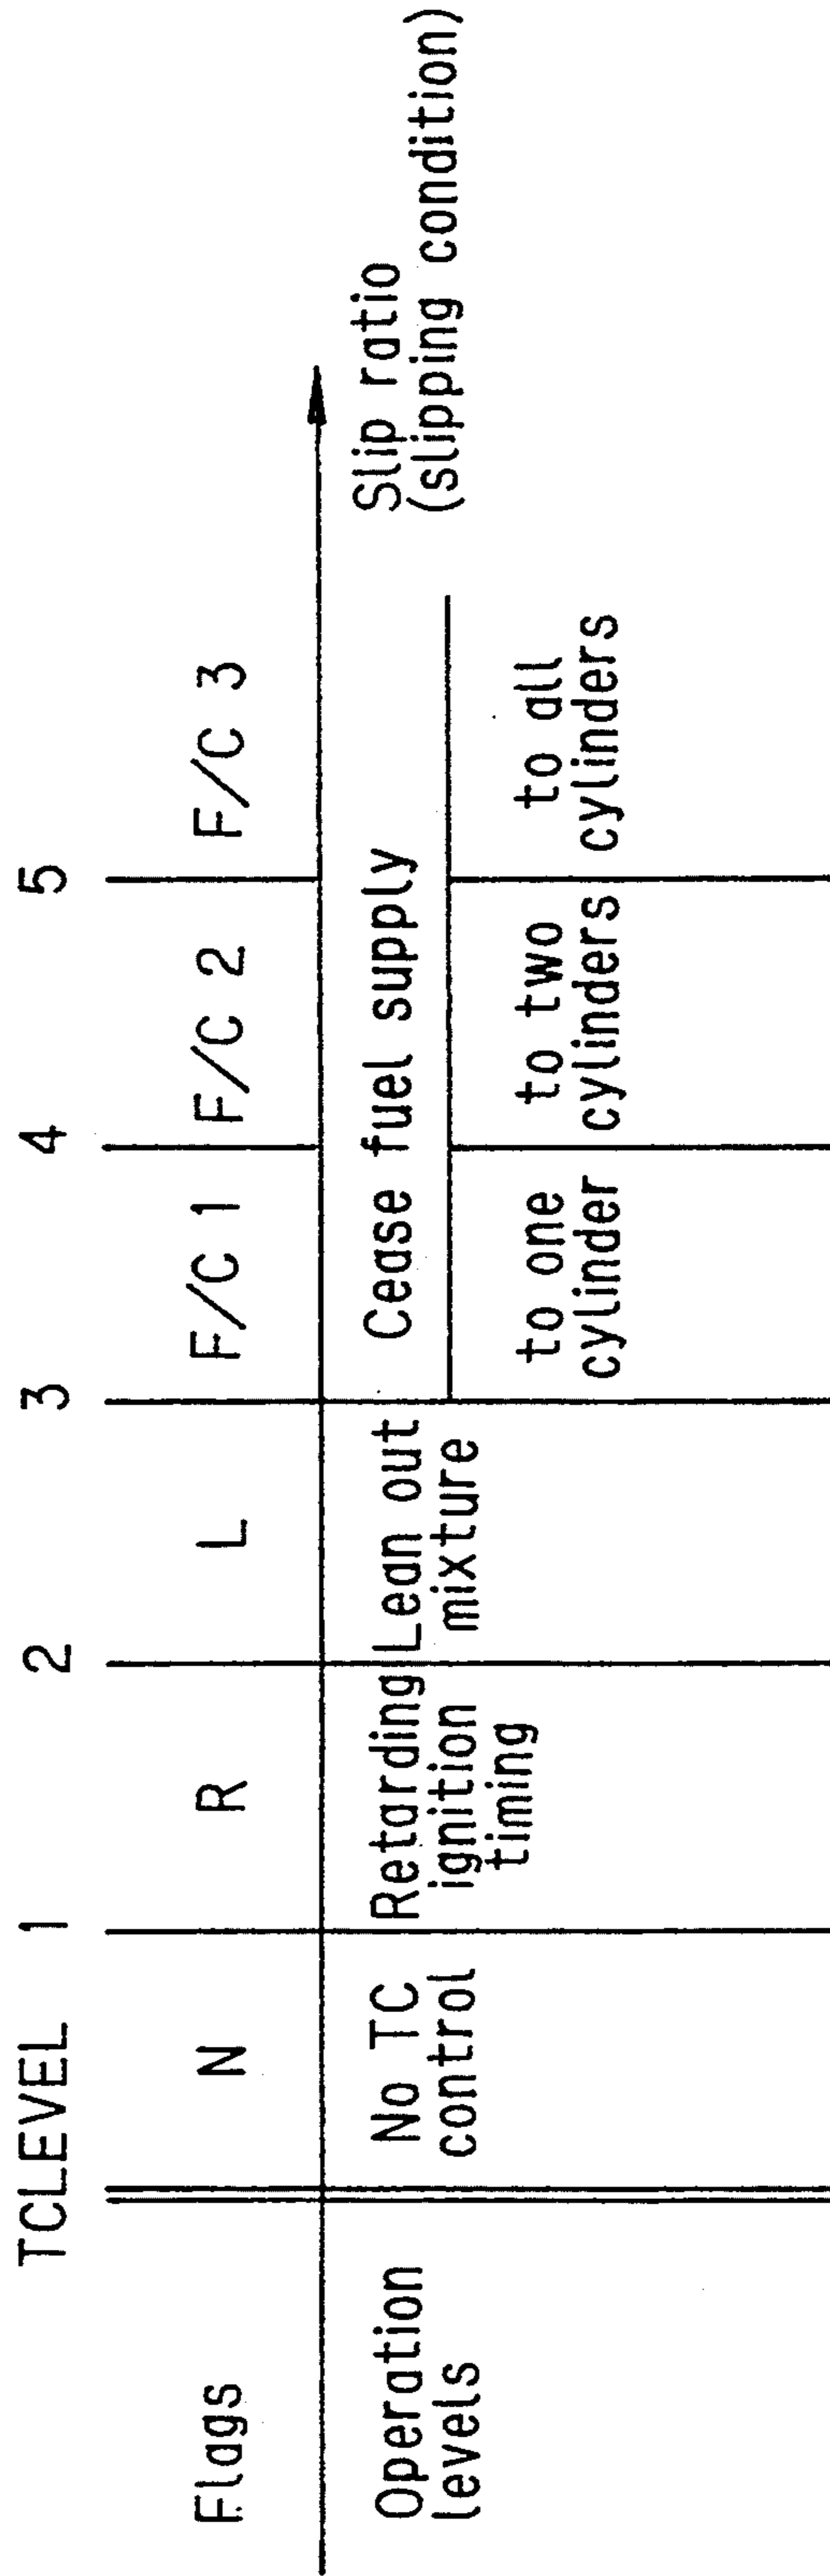 TCLEVEL 1 2 3 4 5
Flags N R L F/C 1 F/C 2 F/C 3
Operation
levels
No TC
control
Retarding
ignition
timing
Lean out
mixture
Cease fuel supply
to one
cylinder
to two
cylinders
to all
cylinders
Slip ratio
(slipping condition)